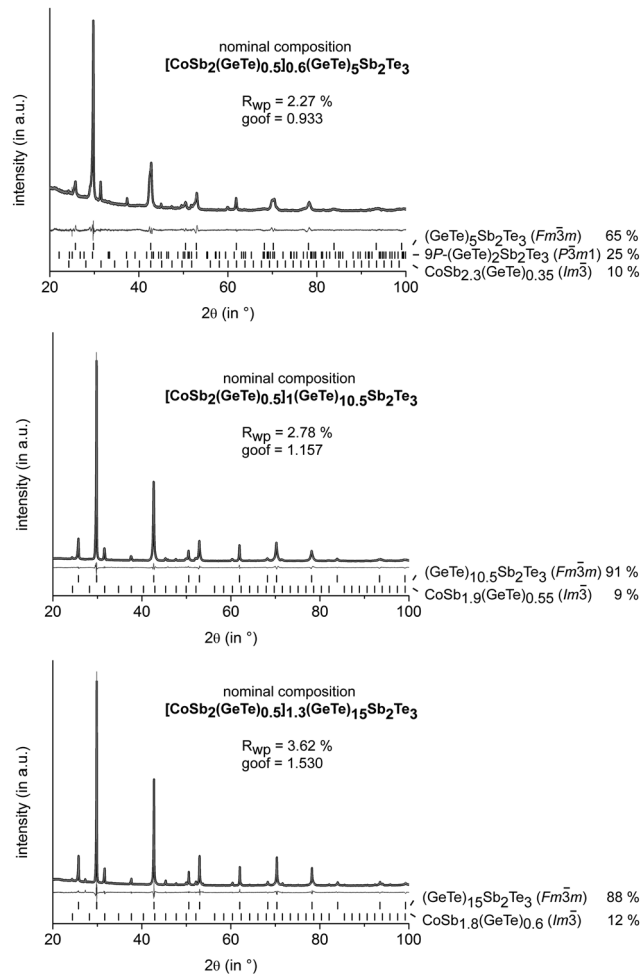 nominal composition
[CoSb2(GeTe)0.5]0.6(GeTe)5Sb2Te3
Rwp = 2.27 %
goof = 0.933
intensity (in a.u.)
(GeTe)5Sb2Te3 (Fm3̅m) 65 %
9P-(GeTe)2Sb2Te3 (P3̅m1) 25 %
CoSb2.3(GeTe)0.35 (Im3̅) 10 %
20 40 60 80 100
2θ (in °)
nominal composition
[CoSb2(GeTe)0.5]1(GeTe)10.5Sb2Te3
Rwp = 2.78 %
goof = 1.157
intensity (in a.u.)
(GeTe)10.5Sb2Te3 (Fm3̅m) 91 %
CoSb1.9(GeTe)0.55 (Im3̅) 9 %
20 40 60 80 100
2θ (in °)
nominal composition
[CoSb2(GeTe)0.5]1.3(GeTe)15Sb2Te3
Rwp = 3.62 %
goof = 1.530
intensity (in a.u.)
(GeTe)15Sb2Te3 (Fm3̅m) 88 %
CoSb1.8(GeTe)0.6 (Im3̅) 12 %
20 40 60 80 100
2θ (in °)